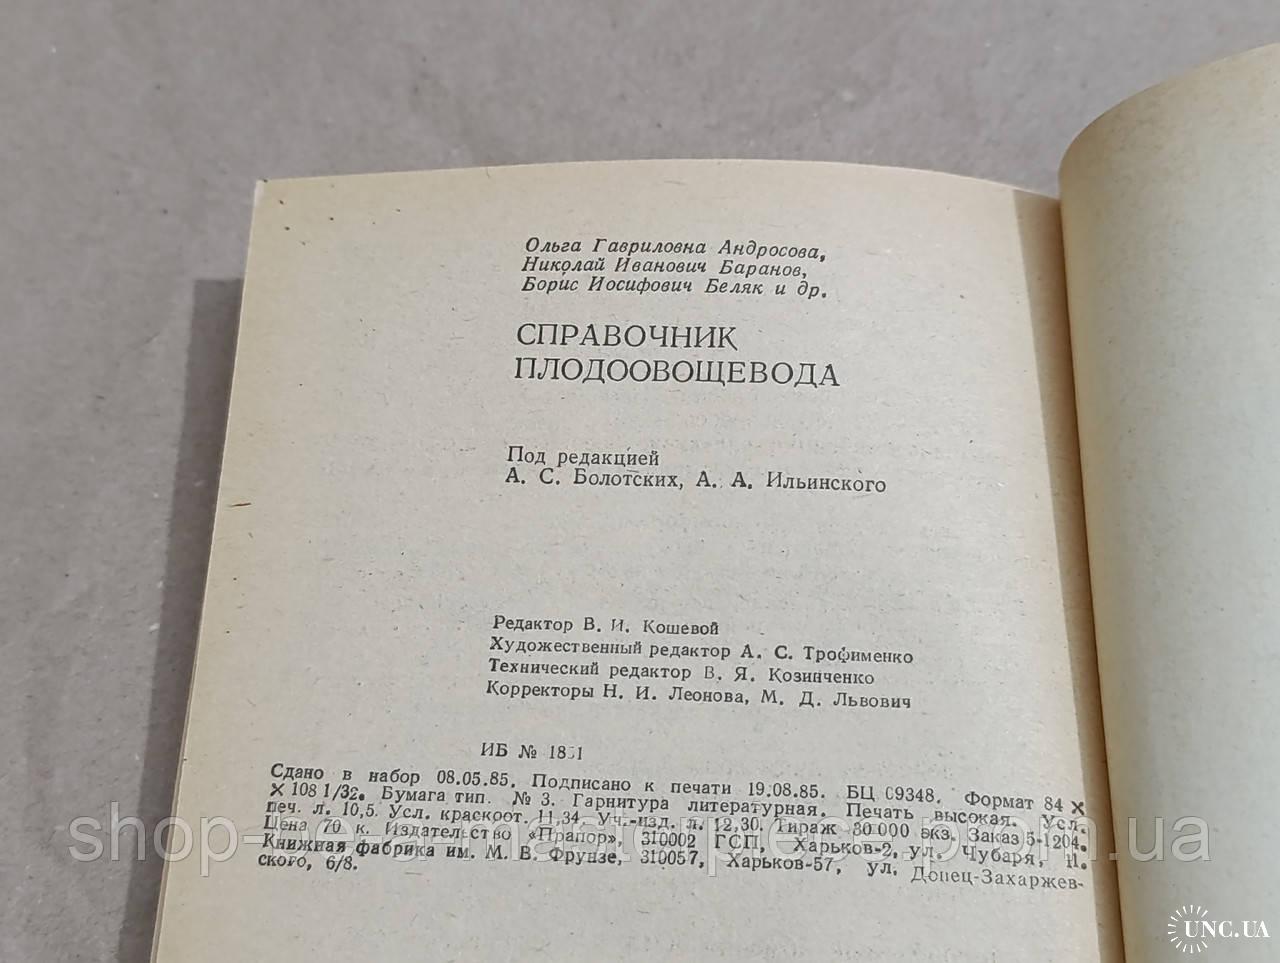 Ольга Гавриловна Андросова,
Николай Иванович Баранов,
Борис Иосифович Беляк и др.
СПРАВОЧНИК
ПЛОДООВОЩЕВОДА
Под редакцией
А. С. Болотских, А. А. Ильинского
Редактор В. И. Кошевой
Художественный редактор А. С. Трофименко
Технический редактор В. Я. Козинченко
Корректоры Н. И. Леонова, М. Д. Львович
ИБ №
Сдано в набор 08.05.85. Подписано к печати 19.08.85. БЦ 09348. Формат 84 ×
× 108 1/32. Бумага тип. № 3. Гарнитура литературная. Печать высокая. Усл.
печ. л. 10,5. Усл. краскоот. 11,34. Уч.-изд. л. 12,30. Тираж 30 000 экз. Заказ 5-1204.
Цена 70 к. Издательство «Прапор», 310002 ГСП, Харьков-2, ул. Чубаря, 11.
Книжная фабрика им. М. В. Фрунзе, 310057, Харьков-57, ул. Донец-Захаржев-
ского, 6/8.
UNC.UA